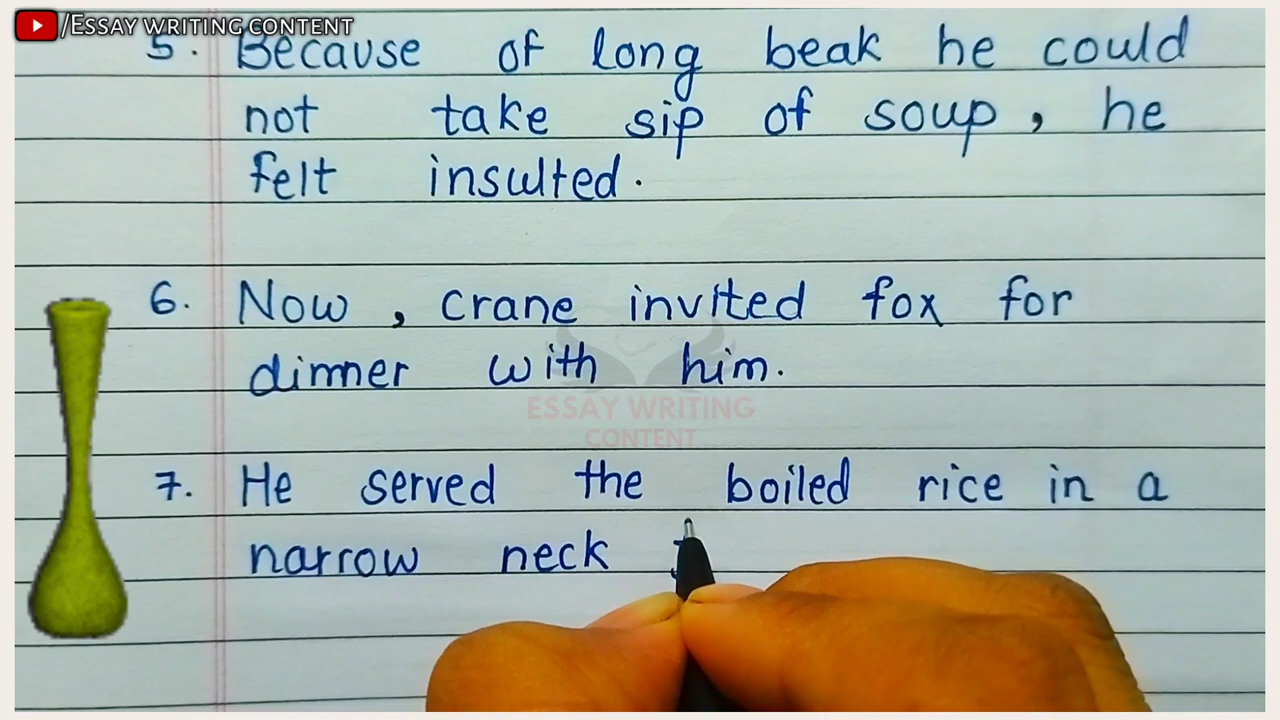 /ESSAY WRITING CONTENT
5. Because of long beak he could
not take sip of soup, he
felt insulted.
6. Now, crane invited fox for
dinner with him.
ESSAY WRITING
CONTENT
7. He served the boiled rice in a
narrow neck